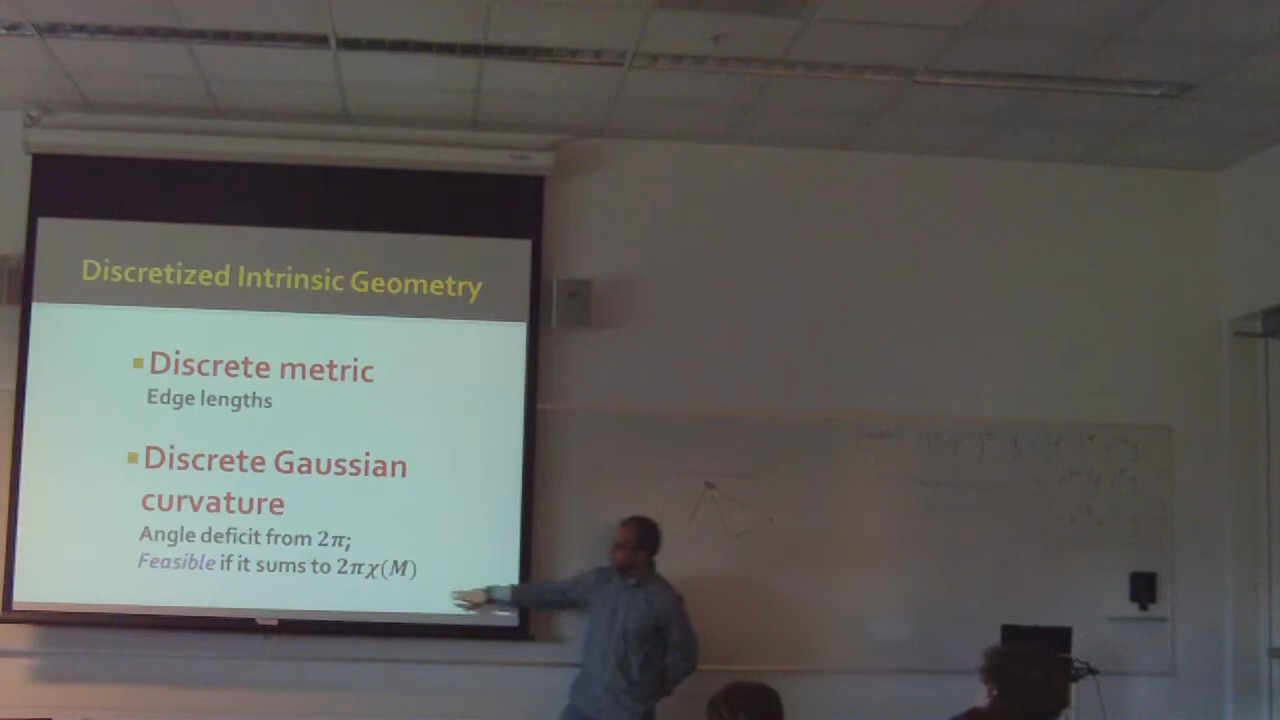 Discretized Intrinsic Geometry
Discrete metric
Edge lengths
Discrete Gaussian
curvature
Angle deficit from 2π;
Feasible if it sums to 2πχ(M)